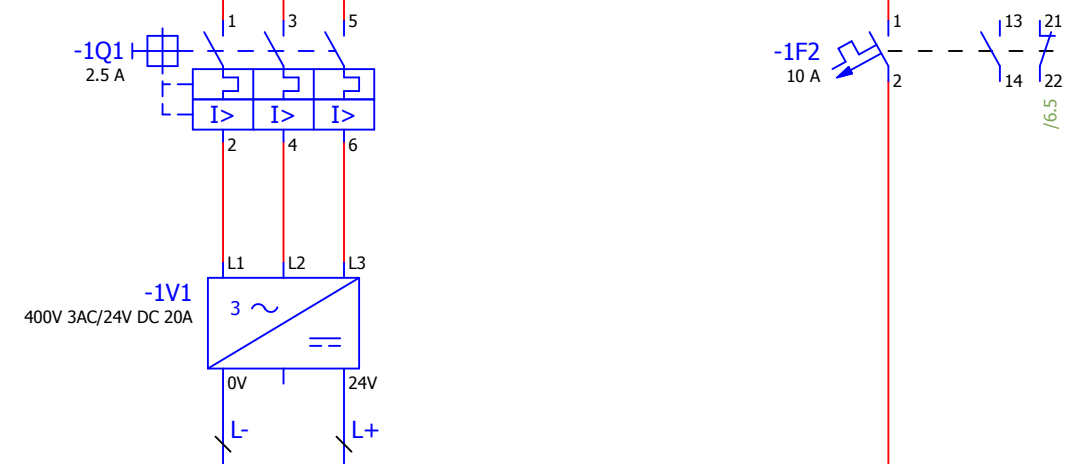 1 3 5
-1Q1
2.5 A
I> I> I>
2 4 6
L1 L2 L3
-1V1
400V 3AC/24V DC 20A
3
0V 24V
L- L+
1 13 21
-1F2
10 A
2 14 22
/6.5